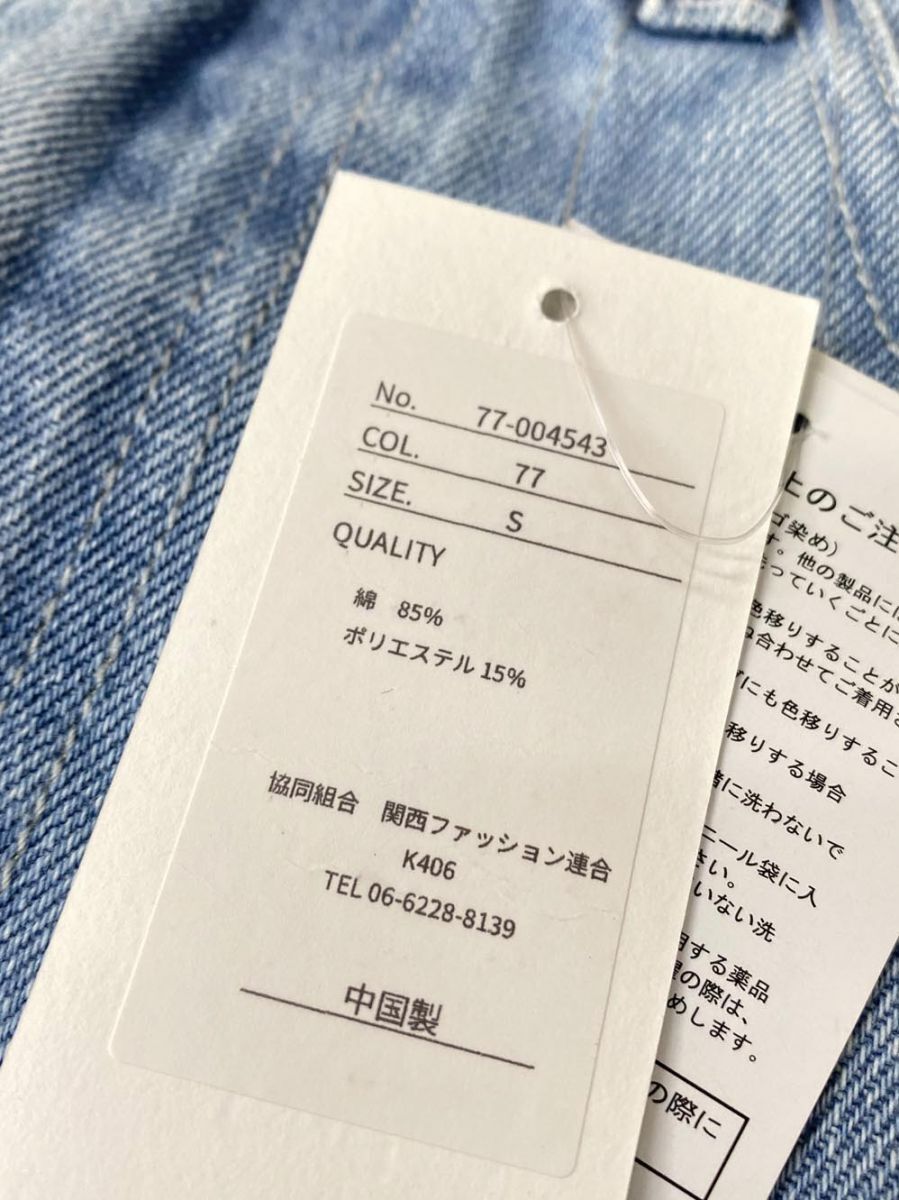 No. 77-004543
COL. 77
SIZE. S
QUALITY
綿 85%
ポリエステル 15%
協同組合 関西ファッション連合
K406
TEL 06-6228-8139
中国製
上のご注
ゴ染め)
す。他の製品には
っていくごとに
色移りすることが
合わせてご着用さ
にも色移りするこ
移りする場合
緒に洗わないで
ニール袋に入
さい。
いない洗
用する薬品
の際は、
めします。
の際に